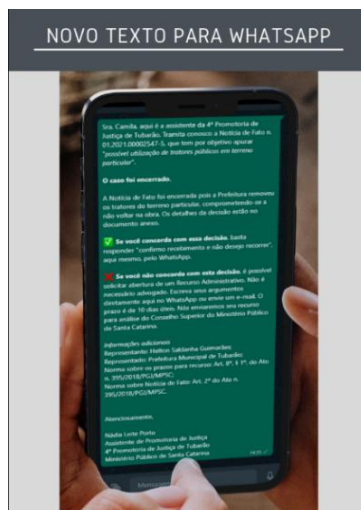 NOVO TEXTO PARA WHATSAPP
Sra. Camila, aqui é a assistente da 4ª Promotoria de
Justiça de Tubarão. Tramita conosco a Notícia de Fato n.
01.2021.00002547-5, que tem por objetivo apurar
"possível utilização de tratores públicos em terreno
particular".
O caso foi encerrado.
A Notícia de Fato foi encerrada pois a Prefeitura removeu
os tratores do terreno particular, comprometendo-se a
não voltar na obra. Os detalhes da decisão estão no
documento anexo.
✅ Se você concorda com essa decisão, basta
responder "confirmo recebimento e não desejo recorrer",
aqui mesmo, pelo WhatsApp.
❌ Se você não concorda com esta decisão, é possível
solicitar abertura de um Recurso Administrativo. Não é
necessário advogado. Escreva seus argumentos
diretamente aqui no WhatsApp ou envie um e-mail. O
prazo é de 10 dias úteis. Nós enviaremos seu recurso
para análise do Conselho Superior do Ministério Público
de Santa Catarina.
Informações adicionais
Representante: Halton Saldanha Guimarães;
Representado: Prefeitura Municipal de Tubarão;
Norma sobre os prazos para recurso: Art. 8º, § 1º, do Ato
n. 395/2018/PGJ/MPSC;
Norma sobre Notícia de Fato: Art. 2º do Ato n.
395/2018/PGJ/MPSC.
Atenciosamente,
Leite Porto
Assistente de Promotoria de Justiça
4ª Promotoria de Justiça de Tubarão
Ministério Público de Santa Catarina